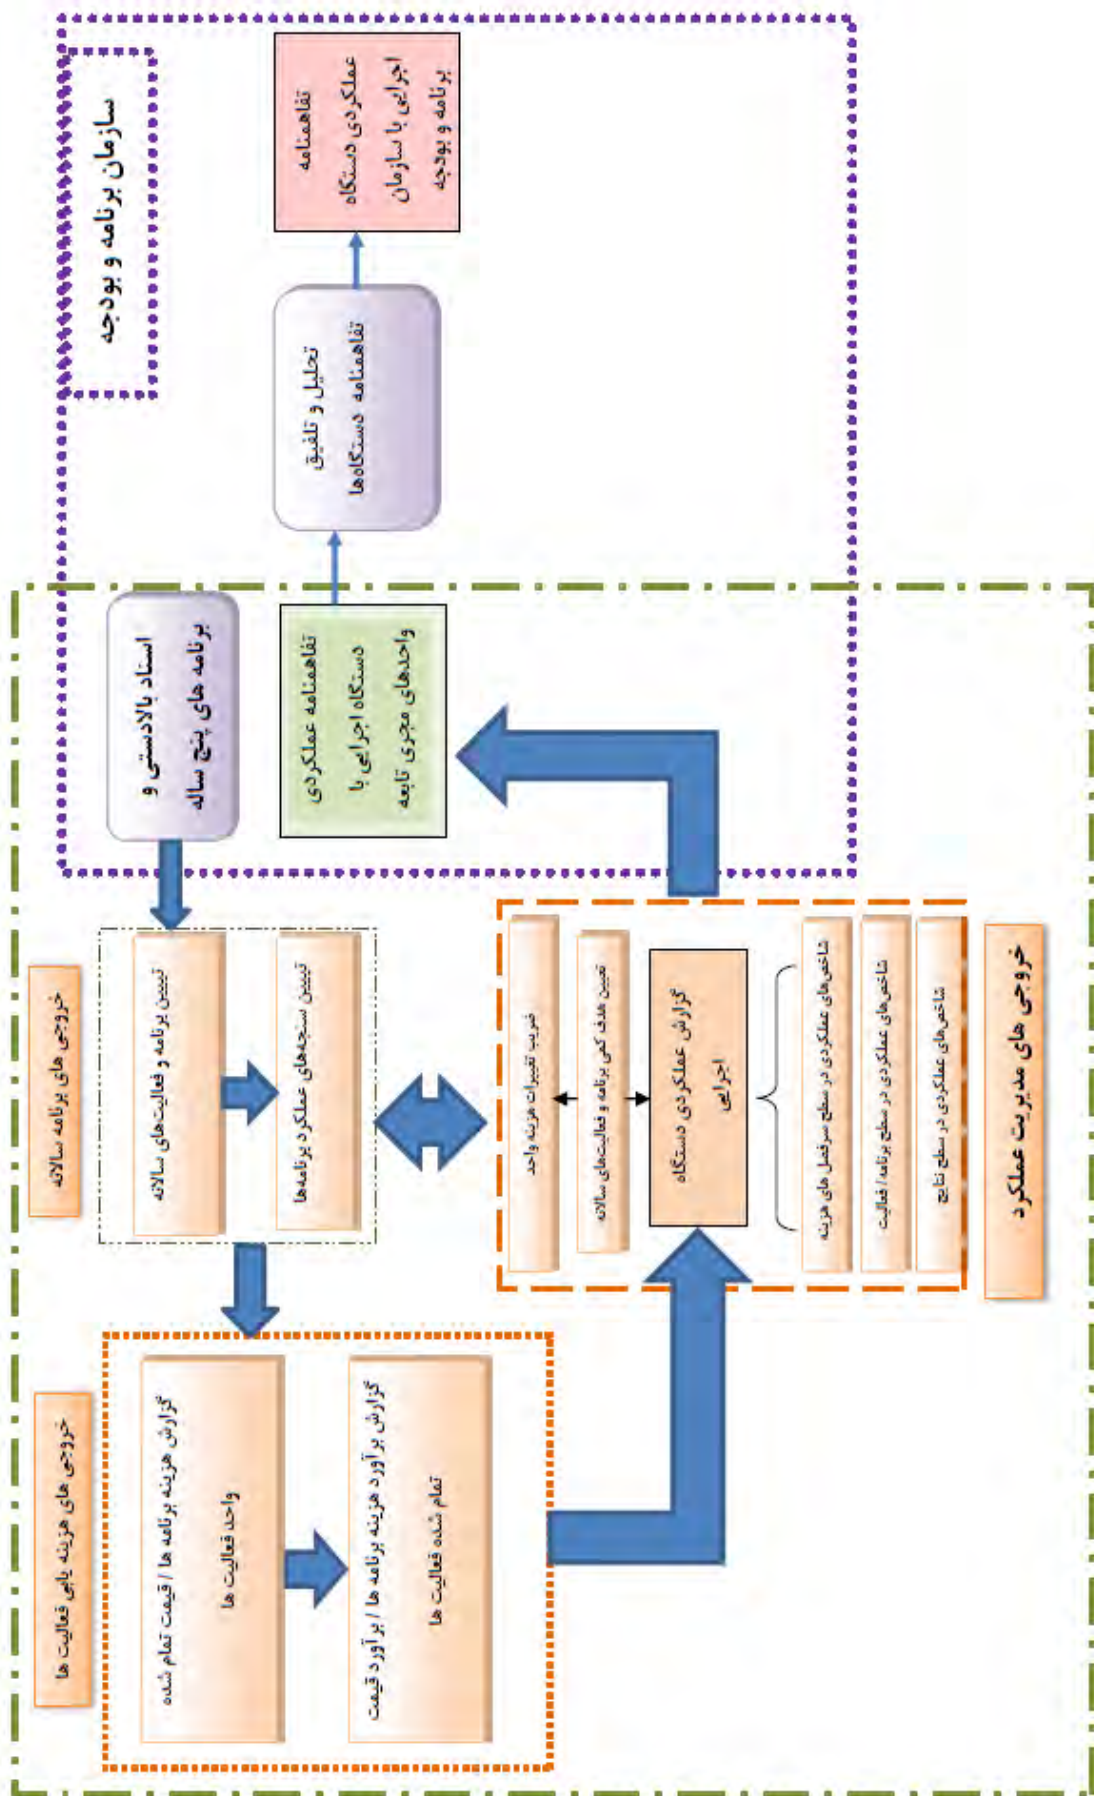 سازمان برنامه و بودجه
تفاهمنامه
عملکردی دستگاه
اجرایی با سازمان
برنامه و بودجه
تحلیل و تلفیق
تفاهمنامه دستگاه‌ها
اسناد بالادستی و
برنامه های پنج ساله
تفاهمنامه عملکردی
دستگاه اجرایی با
واحدهای مجری تابعه
خروجی های برنامه سالانه
تبیین برنامه و فعالیت‌های سالانه
تبیین سنجه‌های عملکرد برنامه‌ها
ضریب تغییرات هزینه واحد
تعیین هدف کمی برنامه و فعالیت‌های سالانه
گزارش عملکردی دستگاه
اجرایی
شاخص‌های عملکردی در سطح سرفصل های هزینه
شاخص‌های عملکردی در سطح برنامه/ فعالیت
شاخص‌های عملکردی در سطح نتایج
خروجی های مدیریت عملکرد
خروجی های هزینه یابی فعالیت ها
گزارش هزینه برنامه ها / قیمت تمام شده
واحد فعالیت ها
گزارش برآورد هزینه برنامه ها / برآورد قیمت
تمام شده فعالیت ها